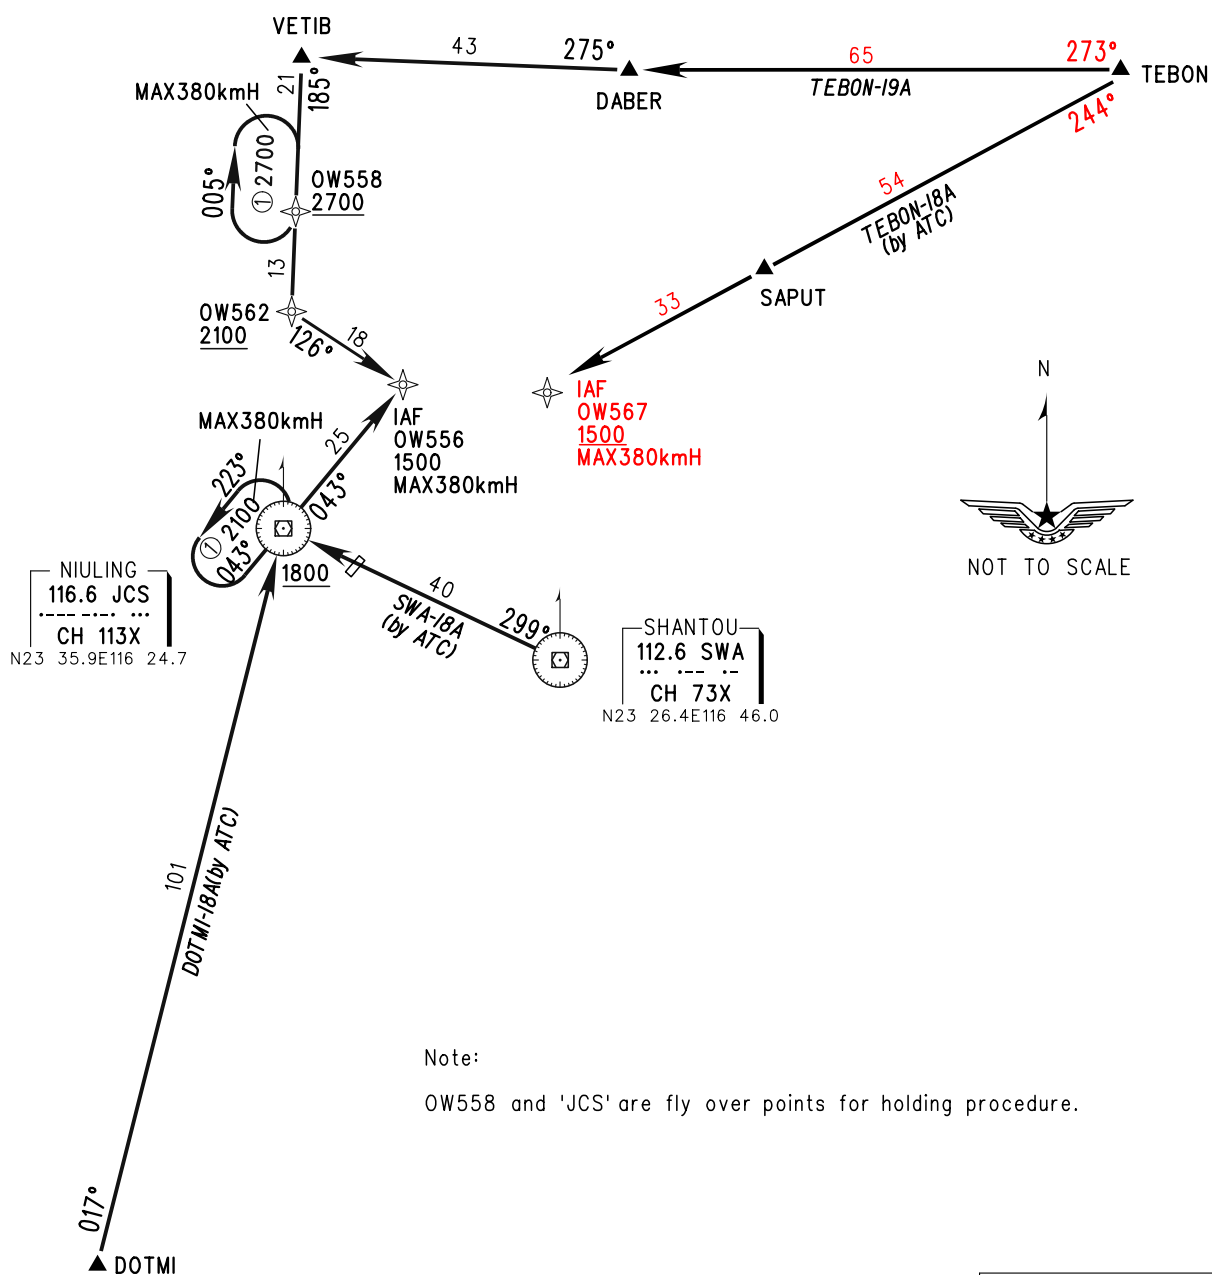 VETIB
43
275°
65
273°
TEBON
TEBON-19A
DABER
244°
21
185°
MAX380kmH
005°
① 2700
OW558
2700
54
TEBON-18A
(by ATC)
13
SAPUT
33
OW562
2100
126°
18
IAF
OW567
1500
MAX380kmH
N
NOT TO SCALE
MAX380kmH
IAF
OW556
1500
MAX380kmH
25
043°
223°
① 2100
043°
1800
NIULING
116.6 JCS
·--- -·-· ···
CH 113X
N23 35.9E116 24.7
40
SWA-18A
(by ATC)
299°
SHANTOU
112.6 SWA
··· ·-- ·-
CH 73X
N23 26.4E116 46.0
101
DOTMI-18A(by ATC)
Note:
OW558 and 'JCS' are fly over points for holding procedure.
017°
DOTMI